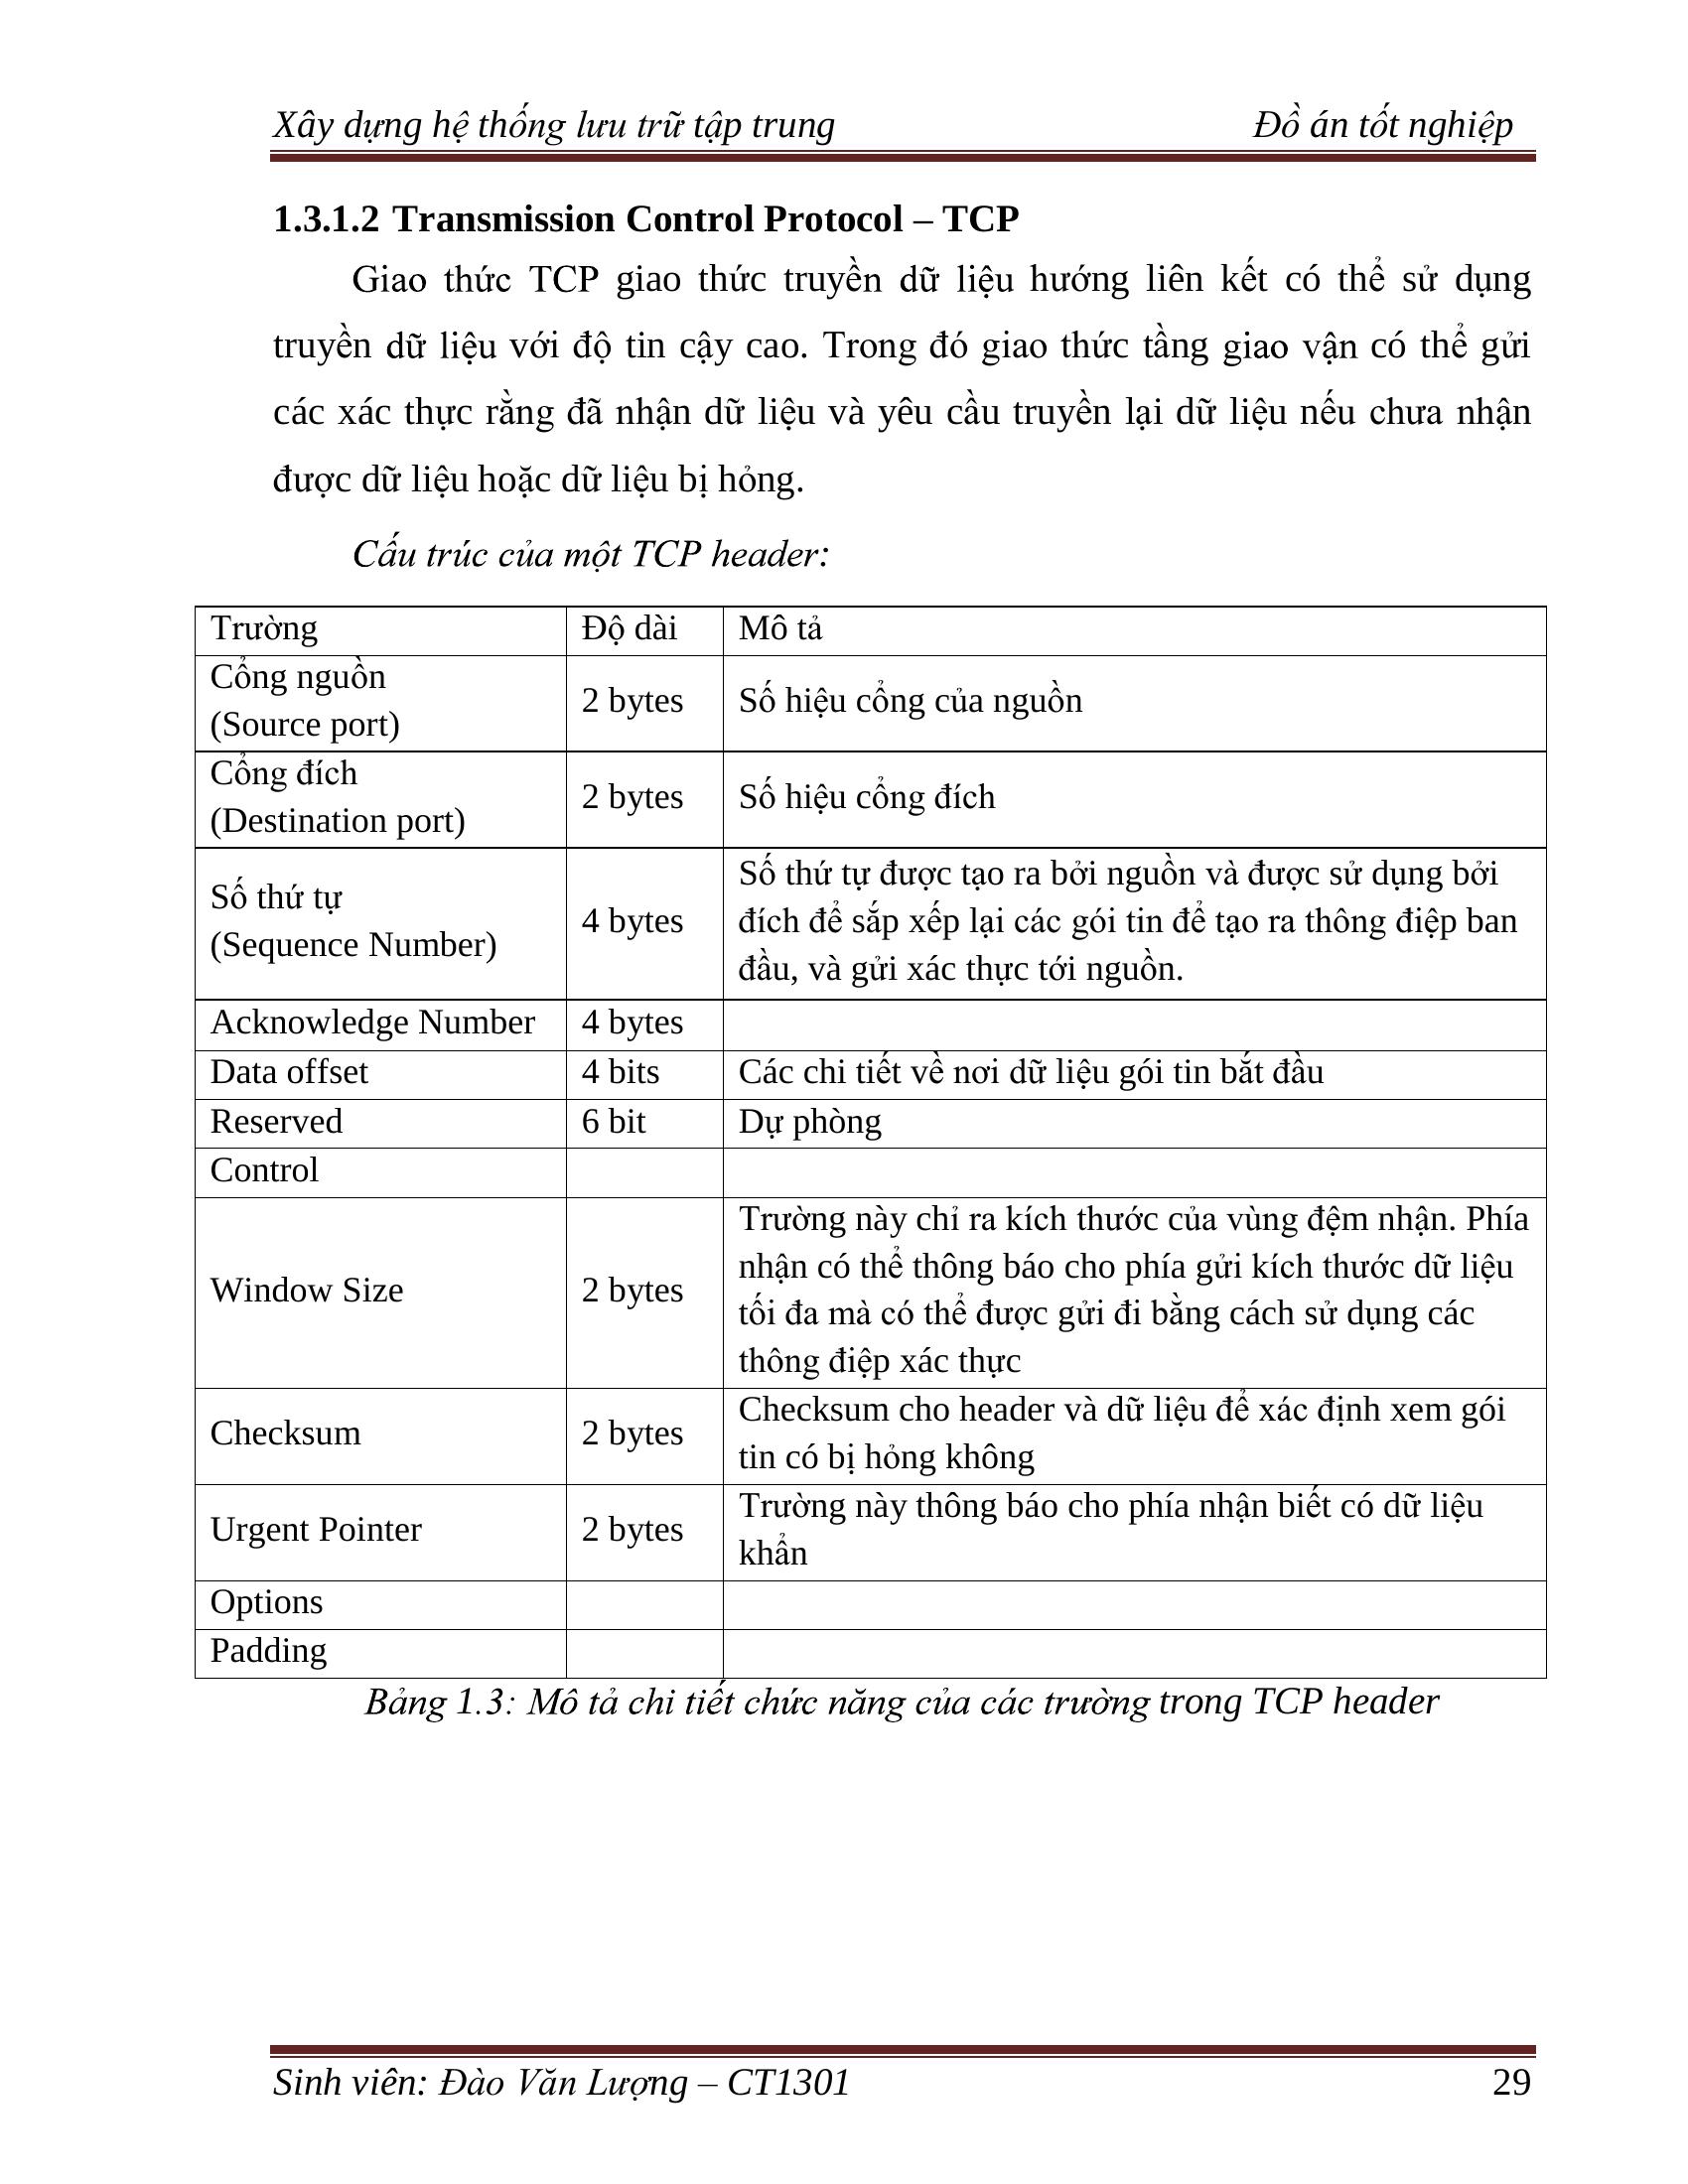 Xây dựng hệ thống lưu trữ tập trung Đồ án tốt nghiệp
1.3.1.2 Transmission Control Protocol – TCP
Giao thức TCP giao thức truyền dữ liệu hướng liên kết có thể sử dụng
truyền dữ liệu với độ tin cậy cao. Trong đó giao thức tầng giao vận có thể gửi
các xác thực rằng đã nhận dữ liệu và yêu cầu truyền lại dữ liệu nếu chưa nhận
được dữ liệu hoặc dữ liệu bị hỏng.
Cấu trúc của một TCP header:
Trường Độ dài Mô tả
Cổng nguồn
(Source port)
2 bytes
Số hiệu cổng của nguồn
Cổng đích
(Destination port)
2 bytes
Số hiệu cổng đích
Số thứ tự
(Sequence Number)
4 bytes
Số thứ tự được tạo ra bởi nguồn và được sử dụng bởi
đích để sắp xếp lại các gói tin để tạo ra thông điệp ban
đầu, và gửi xác thực tới nguồn.
Acknowledge Number 4 bytes
Data offset 4 bits Các chi tiết về nơi dữ liệu gói tin bắt đầu
Reserved 6 bit Dự phòng
Control
Window Size
2 bytes
Trường này chỉ ra kích thước của vùng đệm nhận. Phía
nhận có thể thông báo cho phía gửi kích thước dữ liệu
tối đa mà có thể được gửi đi bằng cách sử dụng các
thông điệp xác thực
Checksum
2 bytes
Checksum cho header và dữ liệu để xác định xem gói
tin có bị hỏng không
Urgent Pointer
2 bytes
Trường này thông báo cho phía nhận biết có dữ liệu
khẩn
Options
Padding
Bảng 1.3: Mô tả chi tiết chức năng của các trường trong TCP header
Sinh viên: Đào Văn Lượng – CT1301 29